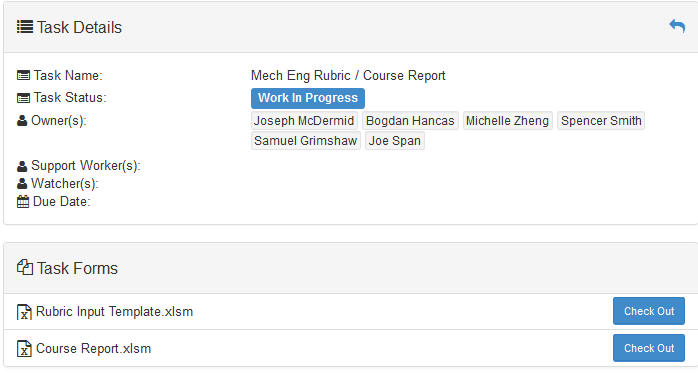 Task Details
Task Name: Mech Eng Rubric / Course Report
Task Status: Work In Progress
Owner(s): Joseph McDermid Bogdan Hancas Michelle Zheng Spencer Smith
Samuel Grimshaw Joe Span
Support Worker(s):
Watcher(s):
Due Date:
Task Forms
Rubric Input Template.xlsm Check Out
Course Report.xlsm Check Out